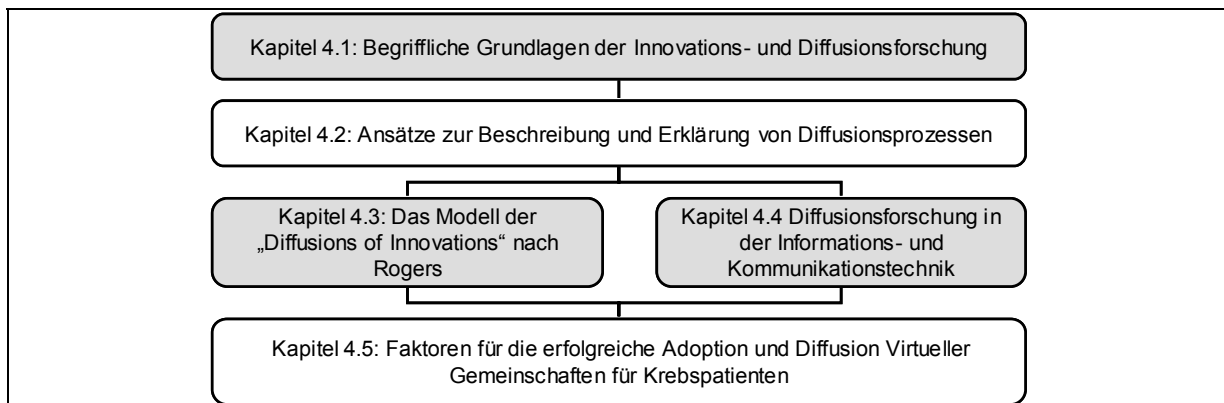 Kapitel 4.1: Begriffliche Grundlagen der Innovations- und Diffusionsforschung
Kapitel 4.2: Ansätze zur Beschreibung und Erklärung von Diffusionsprozessen
Kapitel 4.3: Das Modell der
„Diffusions of Innovations“ nach
Rogers
Kapitel 4.4 Diffusionsforschung in
der Informations- und
Kommunikationstechnik
Kapitel 4.5: Faktoren für die erfolgreiche Adoption und Diffusion Virtueller
Gemeinschaften für Krebspatienten